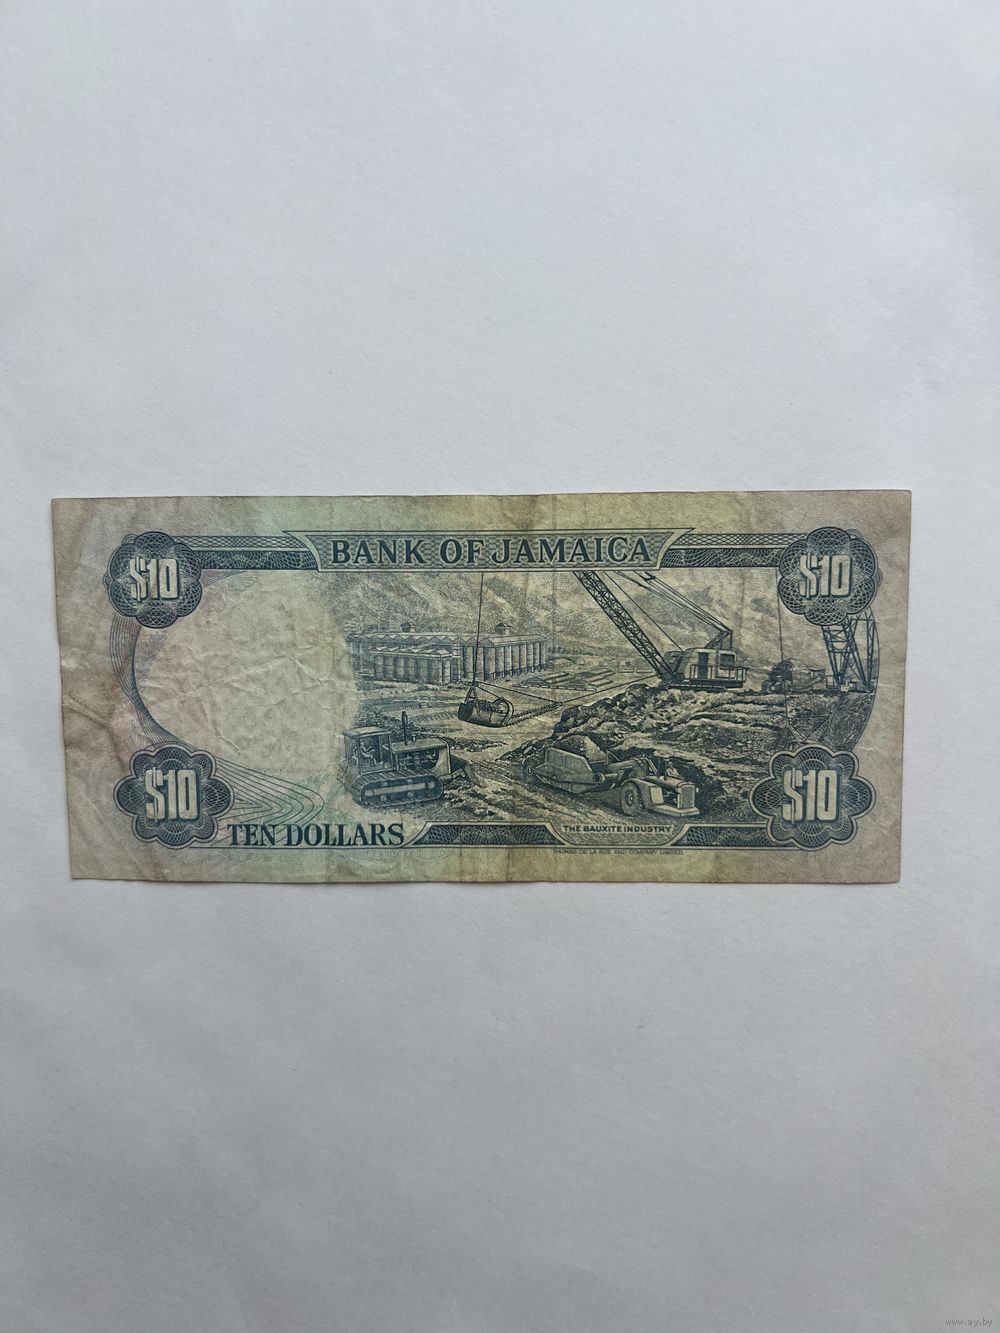 BANK OF JAMAICA
$10
$10
$10
$10
TEN DOLLARS
THE BAUXITE INDUSTRY
THOMAS DE LA RUE AND COMPANY LIMITED.
www.ay.by